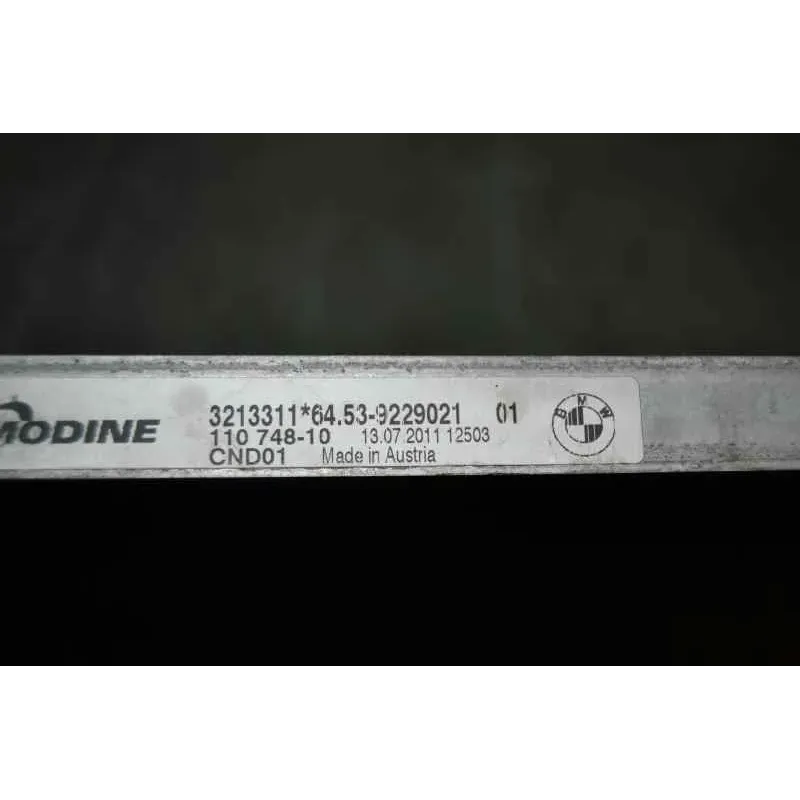 MODINE
3213311*64.53-9229021 01
110 748-10 13.07.2011 12503
CND01 Made in Austria
BMW